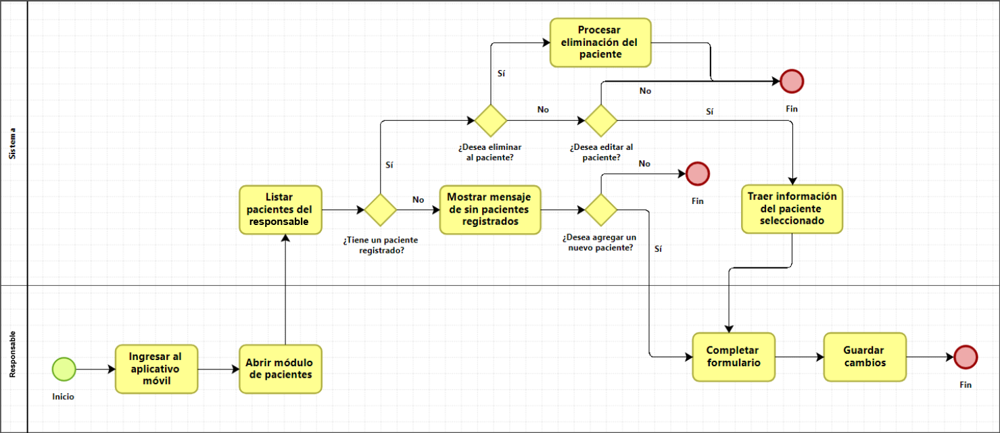 Sistema
Procesar
eliminación del
paciente
Sí
No
Fin
No
Sí
¿Desea eliminar
al paciente?
¿Desea editar al
paciente?
Sí
No
Fin
Listar
pacientes del
responsable
No
Mostrar mensaje
de sin pacientes
registrados
Traer información
del paciente
seleccionado
¿Tiene un paciente
registrado?
¿Desea agregar un
nuevo paciente?
Sí
Responsable
Inicio
Ingresar al
aplicativo
móvil
Abrir módulo
de pacientes
Completar
formulario
Guardar
cambios
Fin